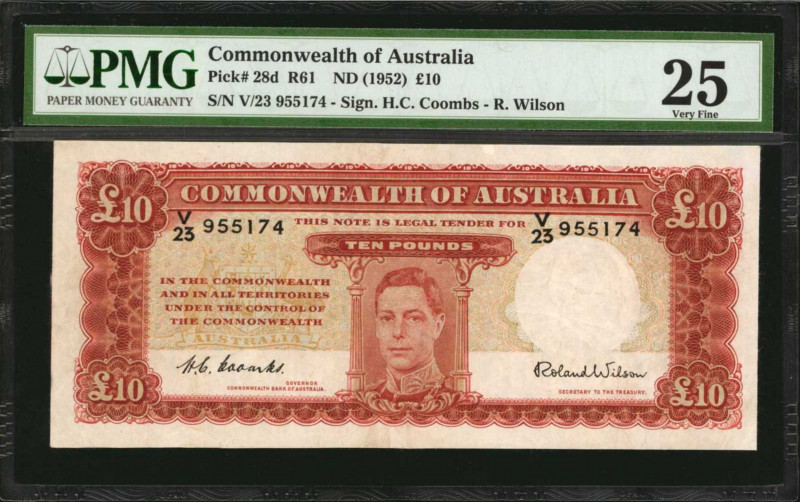 PMG
PAPER MONEY GUARANTY
Commonwealth of Australia
Pick# 28d R61 ND (1952) £10
S/N V/23 955174 - Sign. H.C. Coombs - R. Wilson
25
Very Fine
£10
COMMONWEALTH OF AUSTRALIA
£10
V/23 955174
THIS NOTE IS LEGAL TENDER FOR
V/23 955174
TEN POUNDS
IN THE COMMONWEALTH
AND IN ALL TERRITORIES
UNDER THE CONTROL OF
THE COMMONWEALTH
AUSTRALIA
H.C. Coombs.
GOVERNOR
COMMONWEALTH BANK OF AUSTRALIA.
Roland Wilson
SECRETARY TO THE TREASURY.
£10
£10